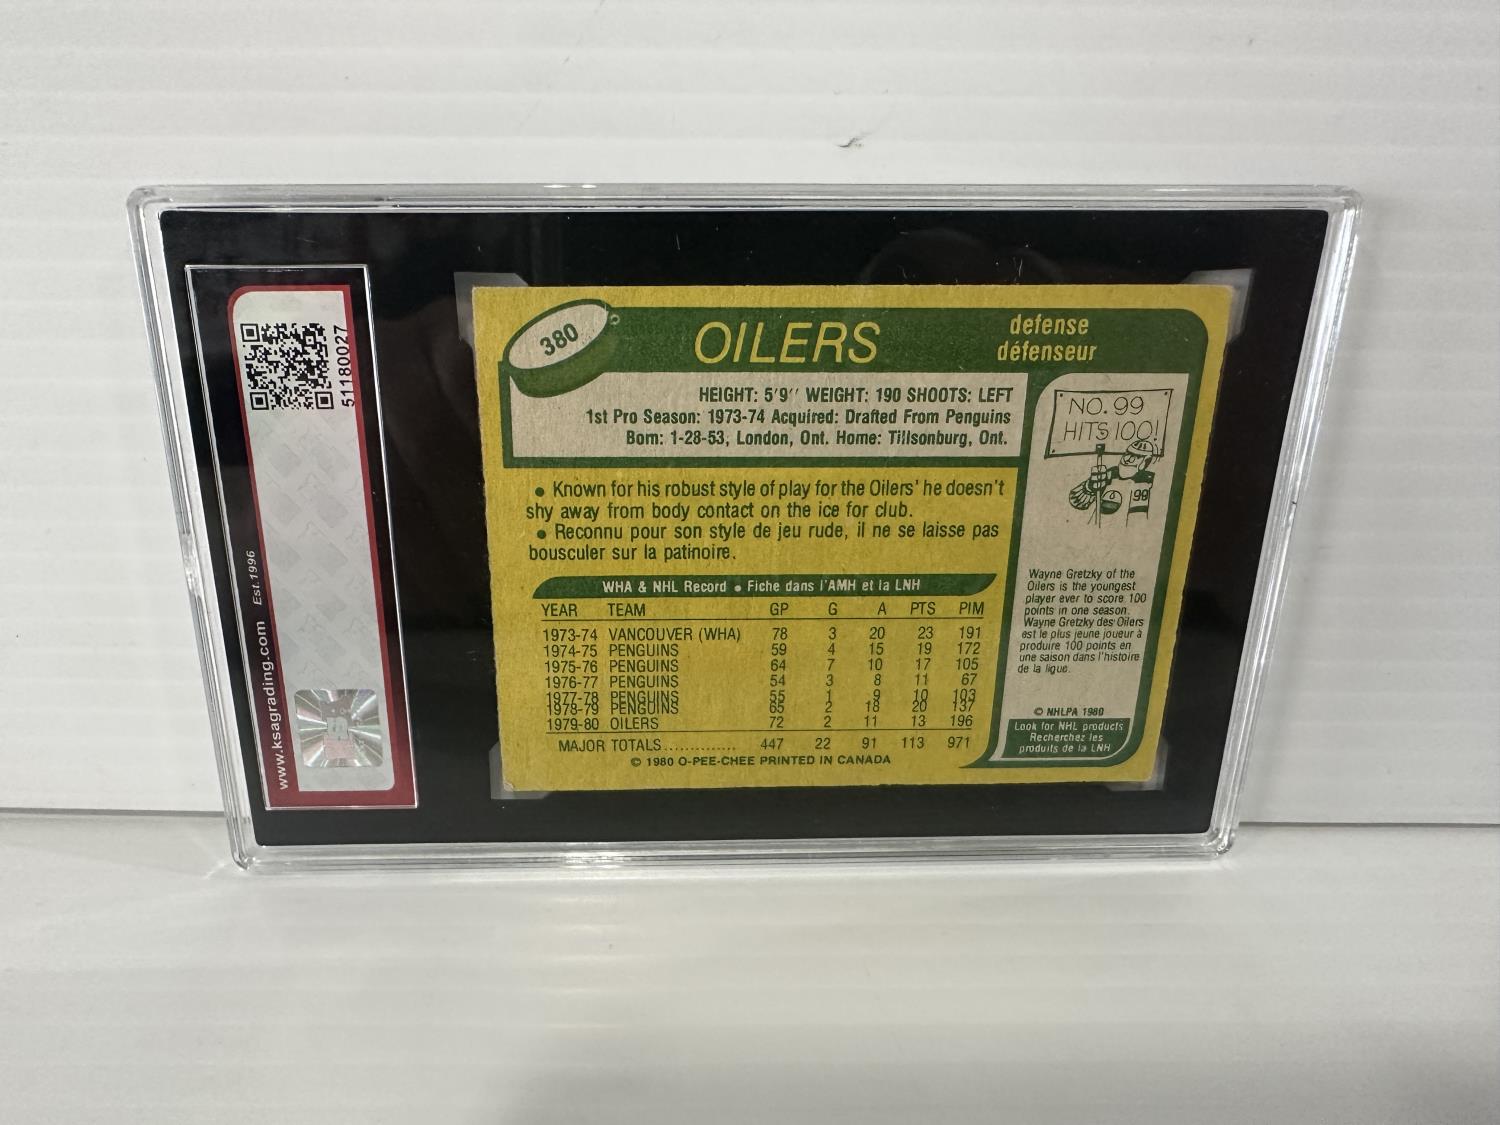 51180027
www.ksagrading.com Est.1996
380
OILERS
defense
défenseur
HEIGHT: 5'9'' WEIGHT: 190 SHOOTS: LEFT
1st Pro Season: 1973-74 Acquired: Drafted From Penguins
Born: 1-28-53, London, Ont. Home: Tillsonburg, Ont.
• Known for his robust style of play for the Oilers' he doesn't
shy away from body contact on the ice for club.
• Reconnu pour son style de jeu rude, il ne se laisse pas
bousculer sur la patinoire.
WHA & NHL Record • Fiche dans l'AMH et la LNH
YEAR TEAM GP G A PTS PIM
1973-74 VANCOUVER (WHA) 78 3 20 23 191
1974-75 PENGUINS 59 4 15 19 172
1975-76 PENGUINS 64 7 10 17 105
1976-77 PENGUINS 54 3 8 11 67
1977-78 PENGUINS 55 1 9 10 103
1978-79 PENGUINS 65 2 18 20 137
1979-80 OILERS 72 2 11 13 196
MAJOR TOTALS.............. 447 22 91 113 971
© 1980 O-PEE-CHEE PRINTED IN CANADA
NO. 99
HITS 100!
99
Wayne Gretzky of the
Oilers is the youngest
player ever to score 100
points in one season.
Wayne Gretzky des Oilers
est le plus jeune joueur à
produire 100 points en
une saison dans l'histoire
de la ligue.
© NHLPA 1980
Look for NHL products
Recherchez les
produits de la LNH